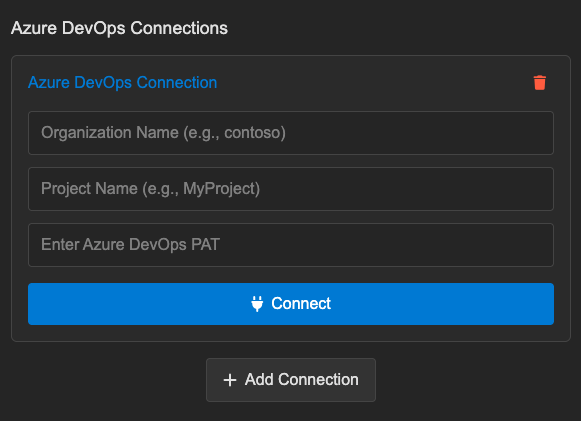 Azure DevOps Connections
Azure DevOps Connection
Organization Name (e.g., contoso)
Project Name (e.g., MyProject)
Enter Azure DevOps PAT
Connect
Add Connection